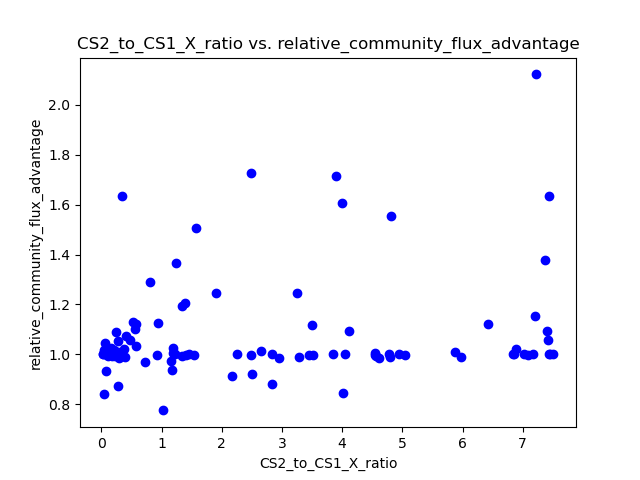 CS2_to_CS1_X_ratio vs. relative_community_flux_advantage
relative_community_flux_advantage
2.0
1.8
1.6
1.4
1.2
1.0
0.8
0 1 2 3 4 5 6 7
CS2_to_CS1_X_ratio